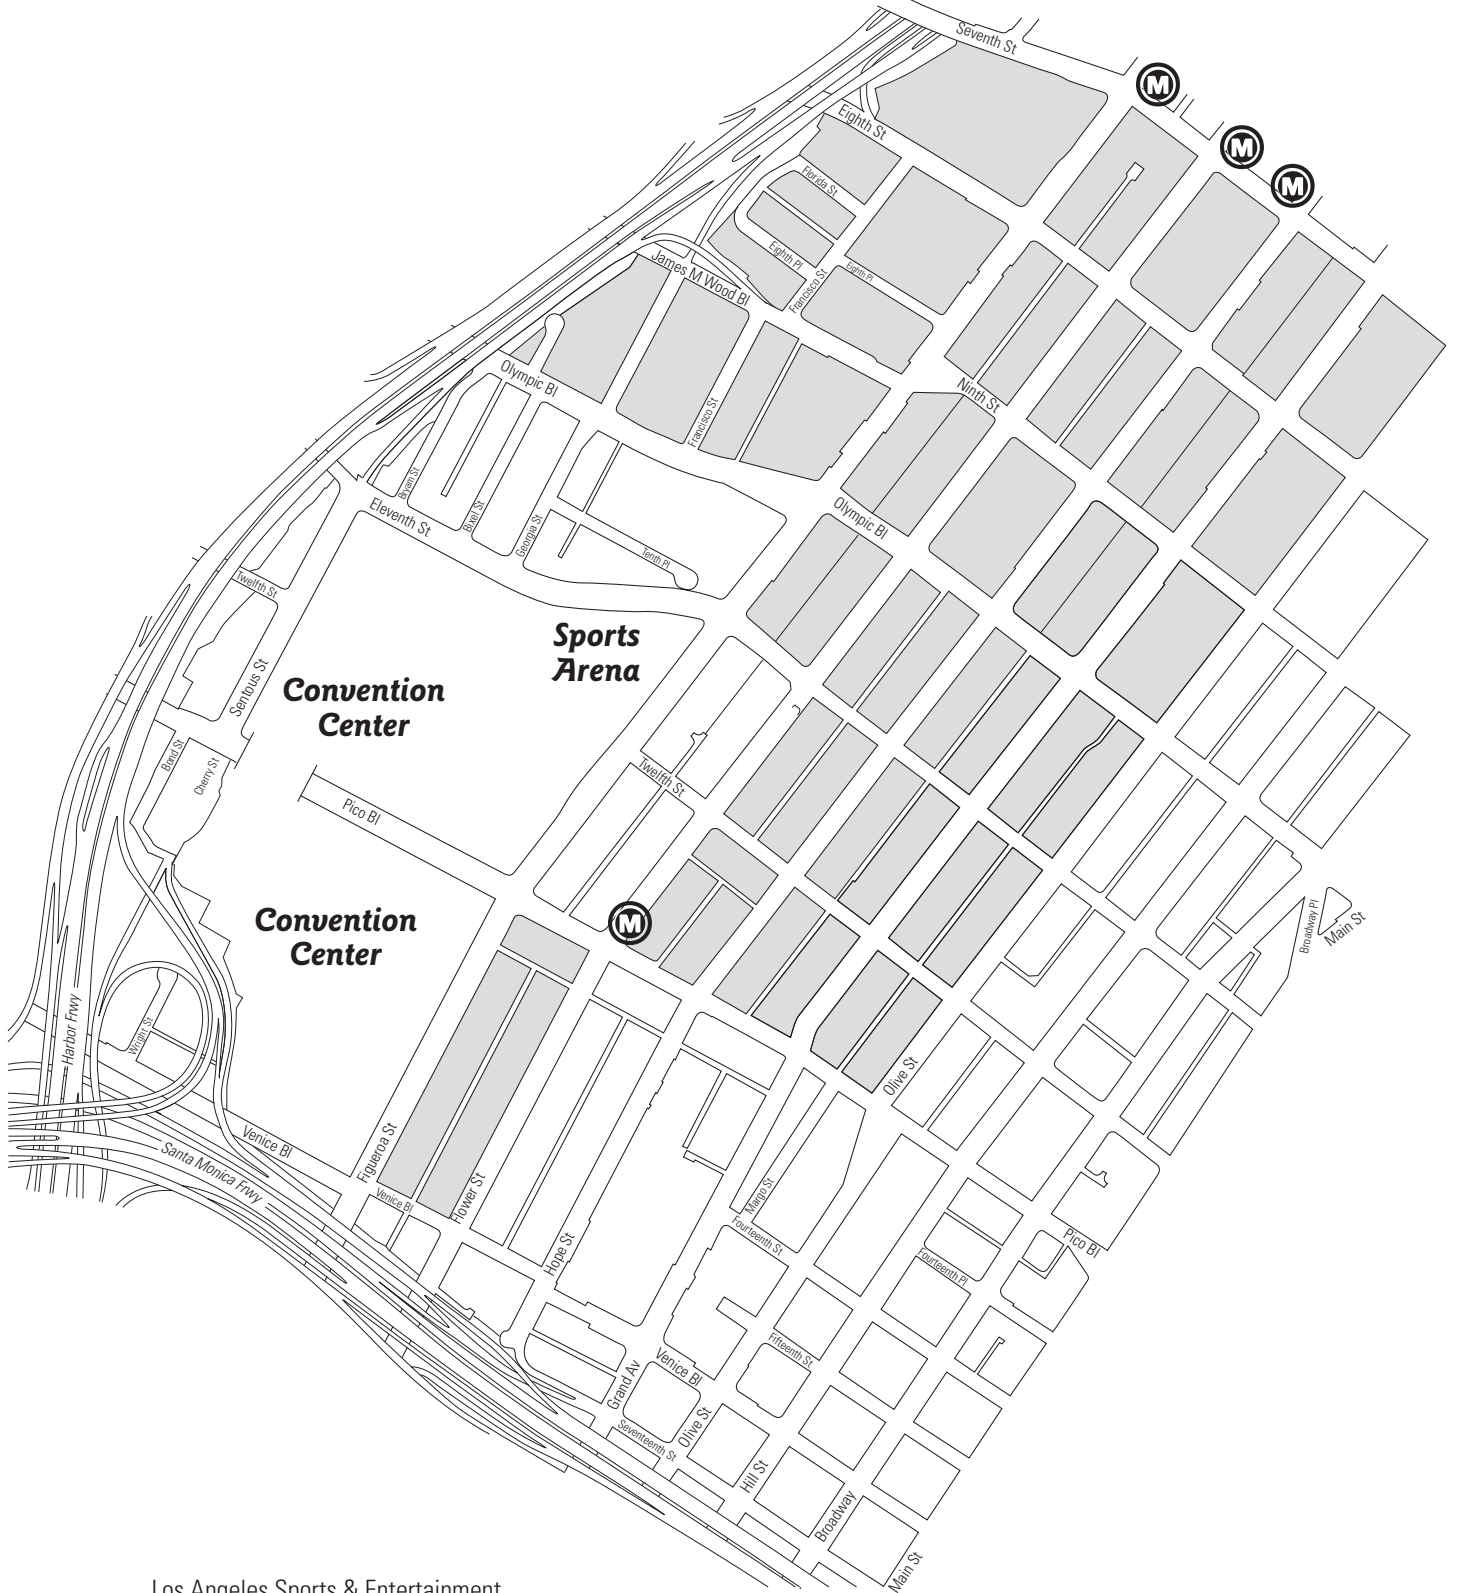 Seventh St
M
Eighth St
M
Florida St
M
Eighth Pl
Eighth Pl
James M Wood Bl
Francisco St
Olympic Bl
Ninth St
Francisco St
Bryam St
Eleventh St
Bixel St
Georgia St
Olympic Bl
Tenth Pl
Twelfth St
Sports
Arena
Sentous St
Convention
Center
Bond St
Cherry St
Twelfth St
Pico Bl
Convention
Center
M
Broadway Pl
Main St
Harbor Frwy
Wright St
Olive St
Venice Bl
Figueroa St
Santa Monica Frwy
Venice Bl
Flower St
Margo St
Fourteenth St
Hope St
Pico Bl
Fourteenth Pl
Fifteenth St
Venice Bl
Grand Av
Olive St
Seventeenth St
Hill St
Broadway
Main St
Los Angeles Sports & Entertainment